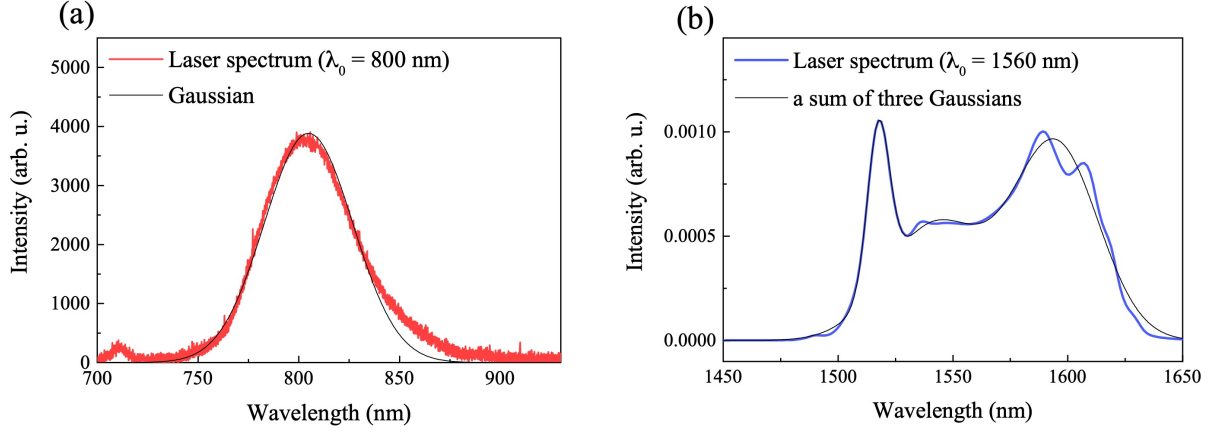 (a)
Laser spectrum (λ₀ = 800 nm)
Gaussian
5000
4000
3000
2000
1000
0
Intensity (arb. u.)
700
750
800
850
900
Wavelength (nm)
(b)
Laser spectrum (λ₀ = 1560 nm)
a sum of three Gaussians
0.0010
0.0005
0.0000
Intensity (arb. u.)
1450
1500
1550
1600
1650
Wavelength (nm)